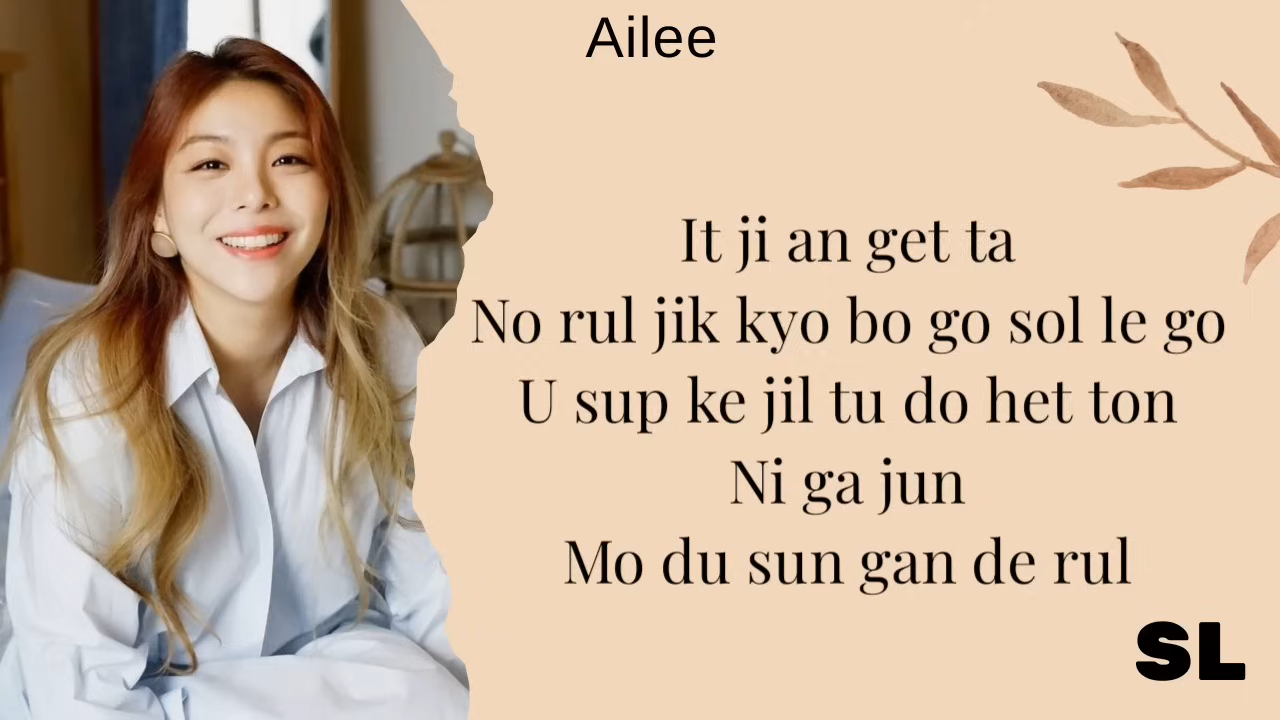 Ailee
It ji an get ta
No rul jik kyo bo go sol le go
U sup ke jil tu do het ton
Ni ga jun
Mo du sun gan de rul
SL